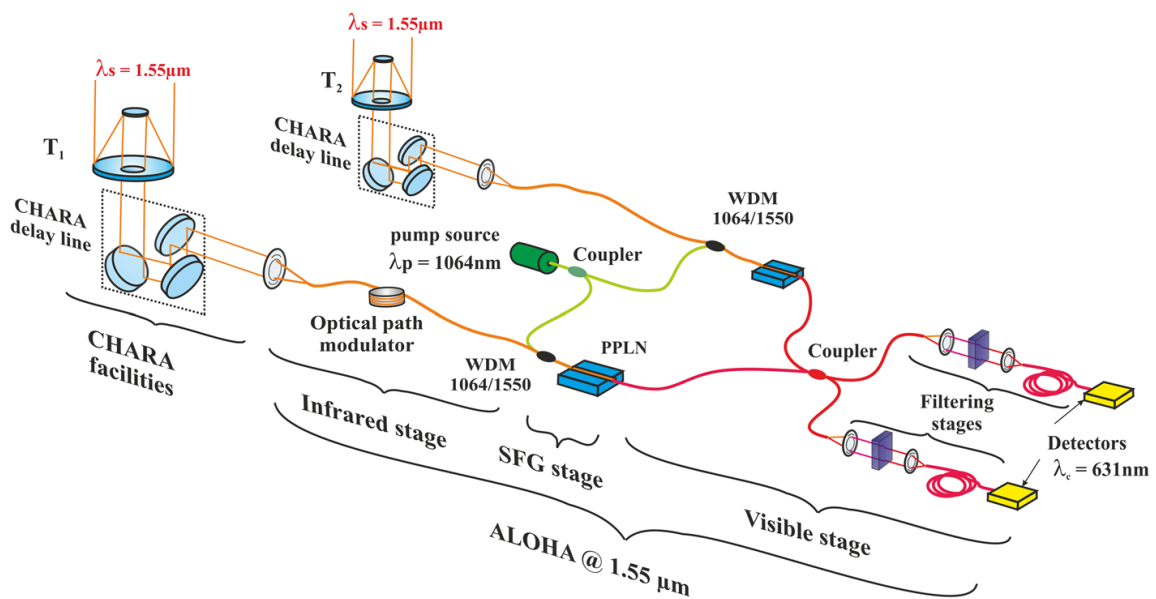 λs = 1.55µm
T2
CHARA
delay line
λs = 1.55µm
T1
CHARA
delay line
WDM
1064/1550
pump source
λp = 1064nm
Coupler
Optical path
modulator
WDM
1064/1550
PPLN
Coupler
CHARA
facilities
Infrared stage
SFG stage
Filtering
stages
Detectors
λc = 631nm
Visible stage
ALOHA @ 1.55 µm